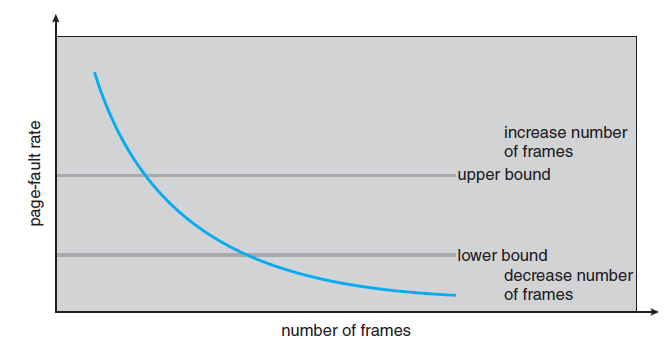 page-fault rate
increase number
of frames
upper bound
lower bound
decrease number
of frames
number of frames